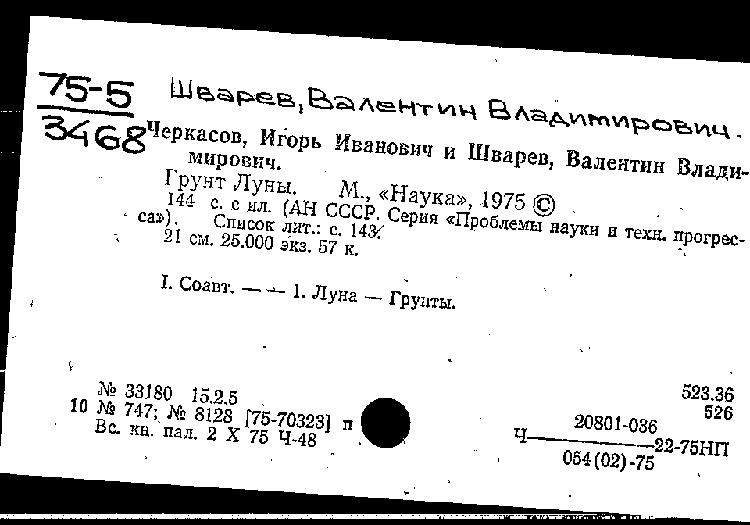 75-5
3468
Шварев, Валентин Владимирович.
Черкасов, Игорь Иванович и Шварев, Валентин Влади-
мирович.
Грунт Луны. М., «Наука», 1975 ©
144 с. с ил. (АН СССР. Серия «Проблемы науки и техн. прогрес-
са»). Список лит.: с. 143.
21 см. 25.000 экз. 57 к.
I. Соавт. — — 1. Луна — Грунты.
№ 33180 15.2.5
10 № 747; № 8128 [75-70323] п
Вс. кн. пал. 2 X 75 Ч-48
523.36
526
20801-036
Ч 22-75НП
054(02)-75